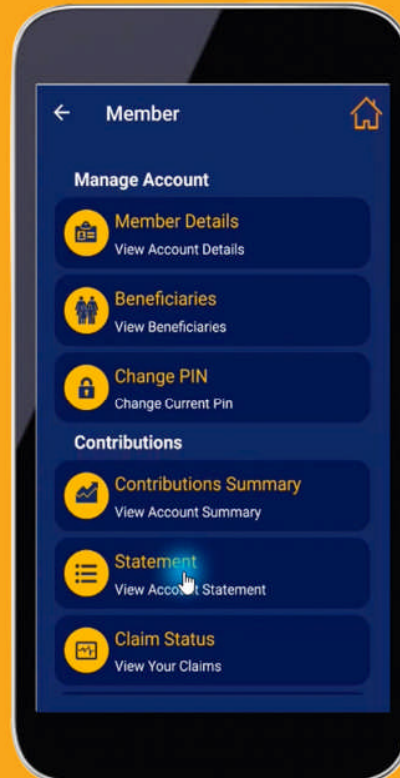 Member
Manage Account
Member Details
View Account Details
Beneficiaries
View Beneficiaries
Change PIN
Change Current Pin
Contributions
Contributions Summary
View Account Summary
Statement
View Account Statement
Claim Status
View Your Claims